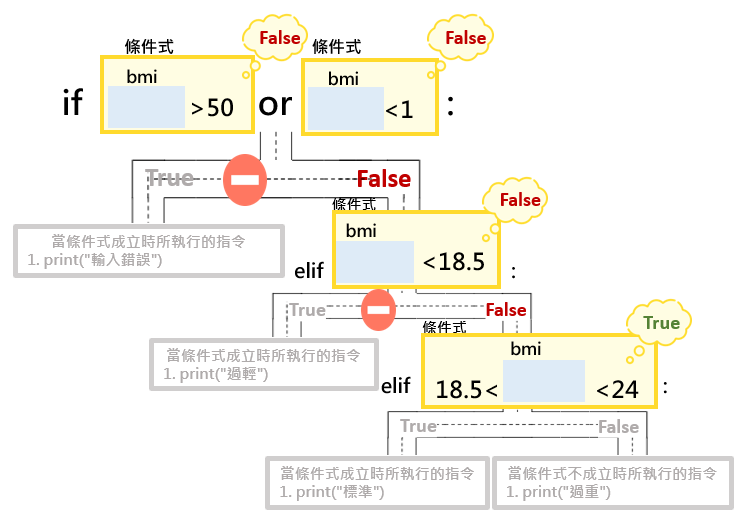 False
False
條件式
條件式
if
bmi
>50
or
bmi
<1
:
True
False
當條件式成立時所執行的指令
1. print("輸入錯誤")
False
條件式
elif
bmi
<18.5
:
True
False
當條件式成立時所執行的指令
1. print("過輕")
True
條件式
elif
bmi
18.5<
<24
:
True
False
當條件式成立時所執行的指令
1. print("標準")
當條件式不成立時所執行的指令
1. print("過重")